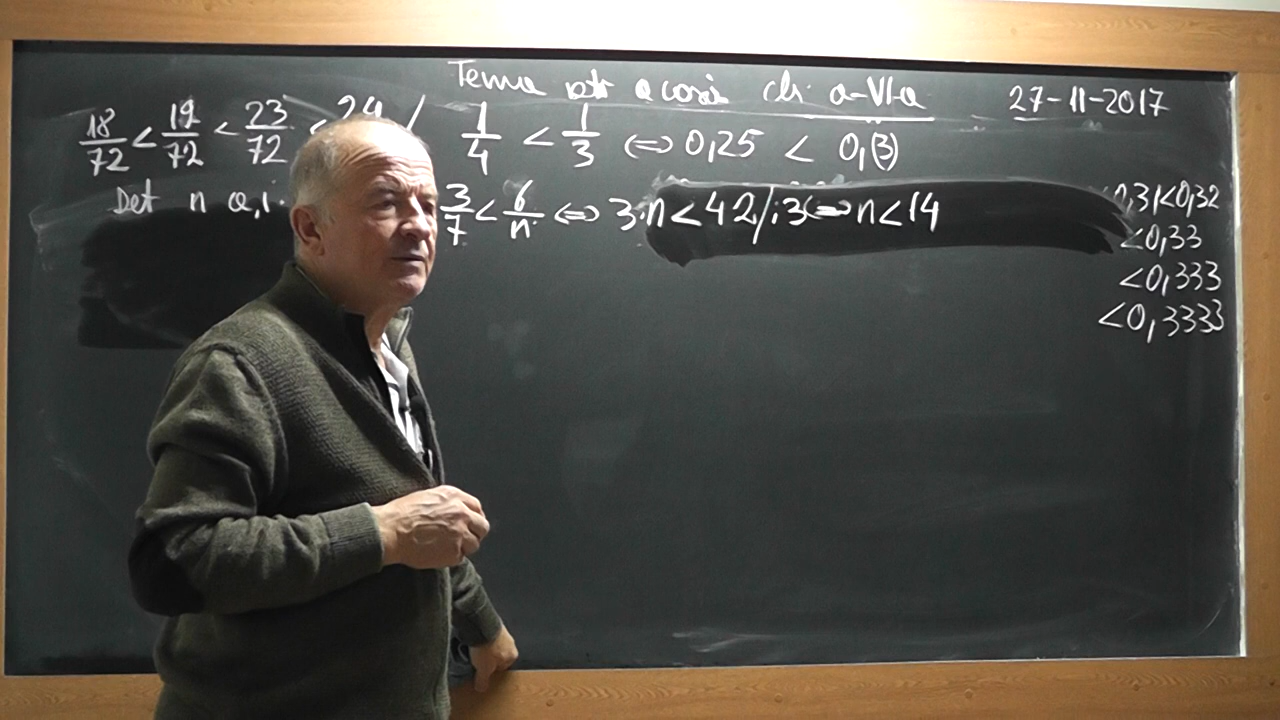 Tema ptr acasă cls a-VI-a 27-11-2017
18/72 < 19/72 < 23/72 < 24 / 1/4 < 1/3 ⇔ 0,25 < 0,(3)
Det n a,î. 3/7 < 6/n ⇔ 3·n < 42/:3 ⇔ n < 14
0,31<0,32
<0,33
<0,333
<0,3333